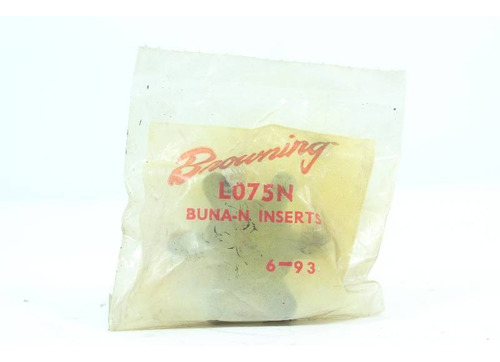 Browning
L075N
BUNA-N INSERTS
6-93